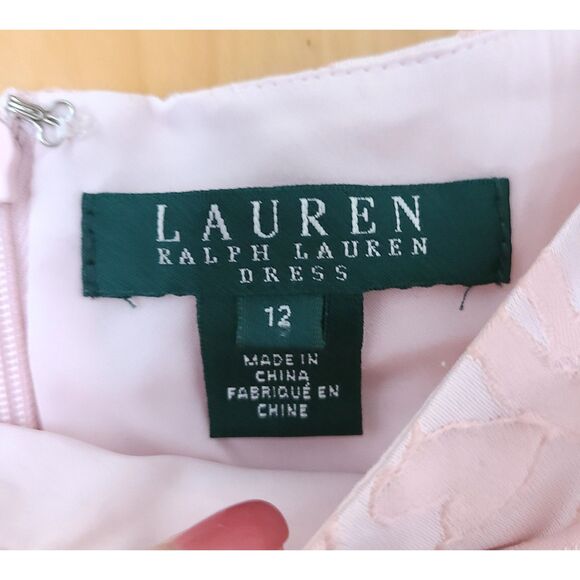 LAUREN
RALPH LAUREN
DRESS
12
MADE IN
CHINA
FABRIQUÉ EN
CHINE